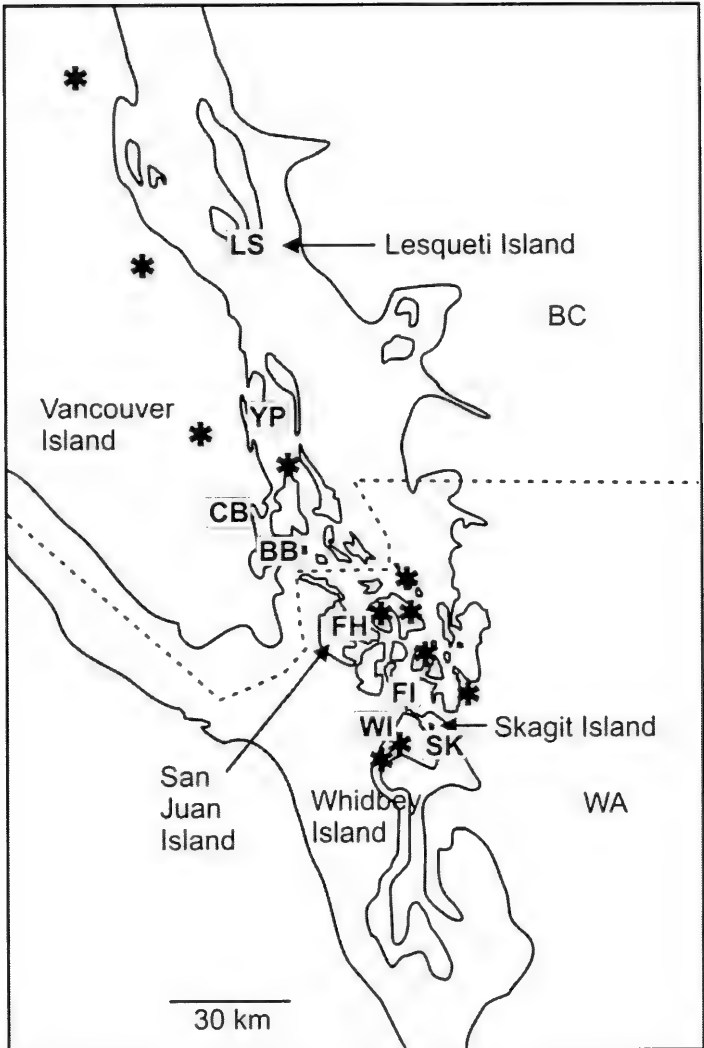 LS
Lesqueti Island
BC
Vancouver
Island
YP
CB
BB
FH
FI
WI
SK
Skagit Island
San
Juan
Island
Whidbey
Island
WA
30 km